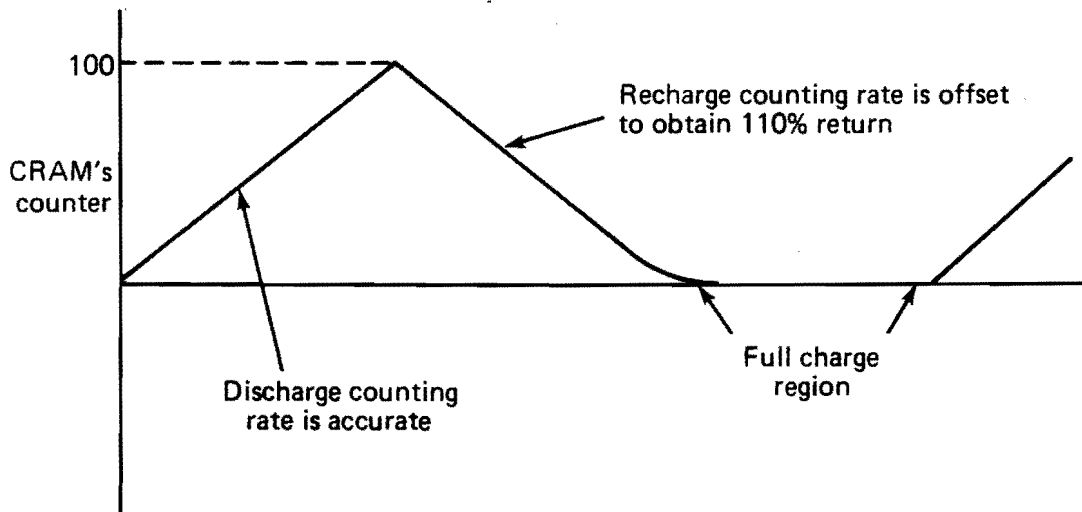 100
Recharge counting rate is offset
to obtain 110% return
CRAM's
counter
Discharge counting
rate is accurate
Full charge
region